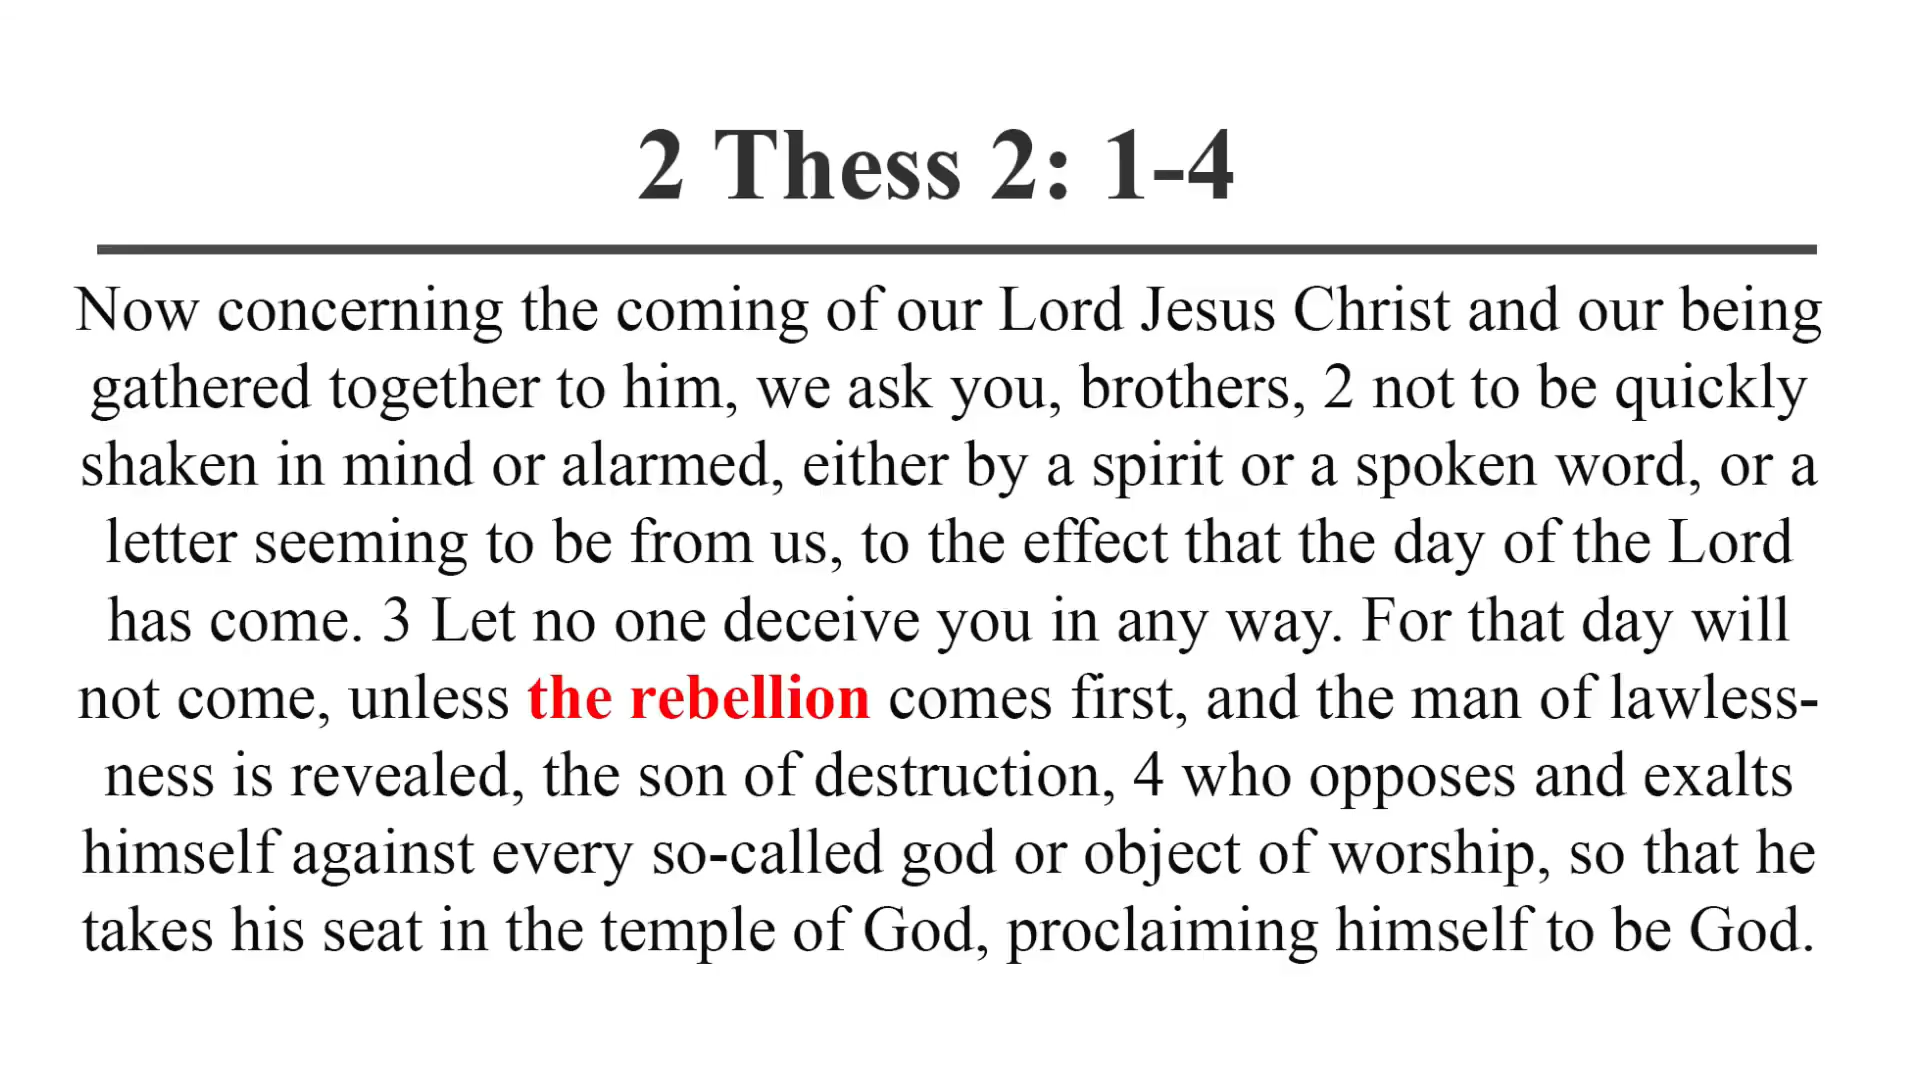 2 Thess 2: 1-4
Now concerning the coming of our Lord Jesus Christ and our being
gathered together to him, we ask you, brothers, 2 not to be quickly
shaken in mind or alarmed, either by a spirit or a spoken word, or a
letter seeming to be from us, to the effect that the day of the Lord
has come. 3 Let no one deceive you in any way. For that day will
not come, unless the rebellion comes first, and the man of lawless-
ness is revealed, the son of destruction, 4 who opposes and exalts
himself against every so-called god or object of worship, so that he
takes his seat in the temple of God, proclaiming himself to be God.